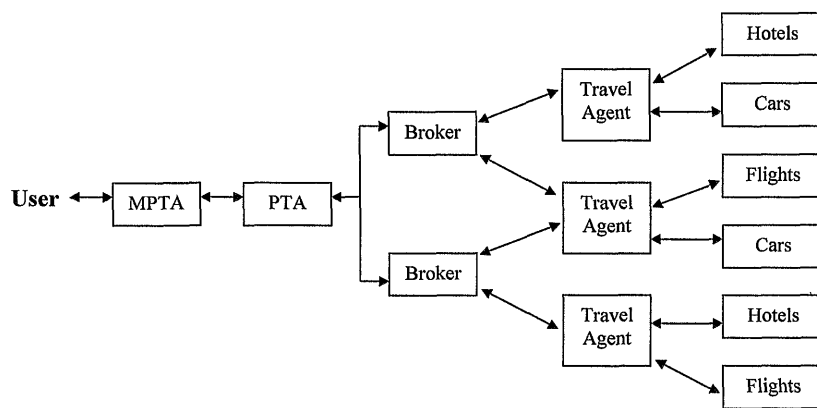 User
MPTA
PTA
Broker
Broker
Travel
Agent
Travel
Agent
Travel
Agent
Hotels
Cars
Flights
Cars
Hotels
Flights